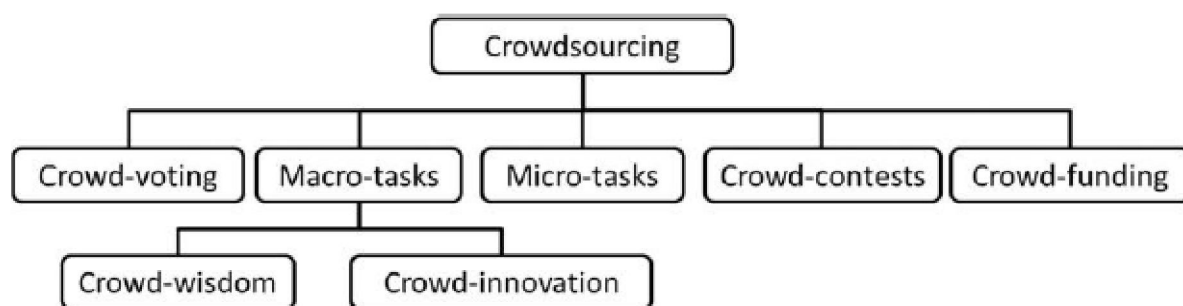 Crowdsourcing
Crowd-voting
Macro-tasks
Micro-tasks
Crowd-contests
Crowd-funding
Crowd-wisdom
Crowd-innovation